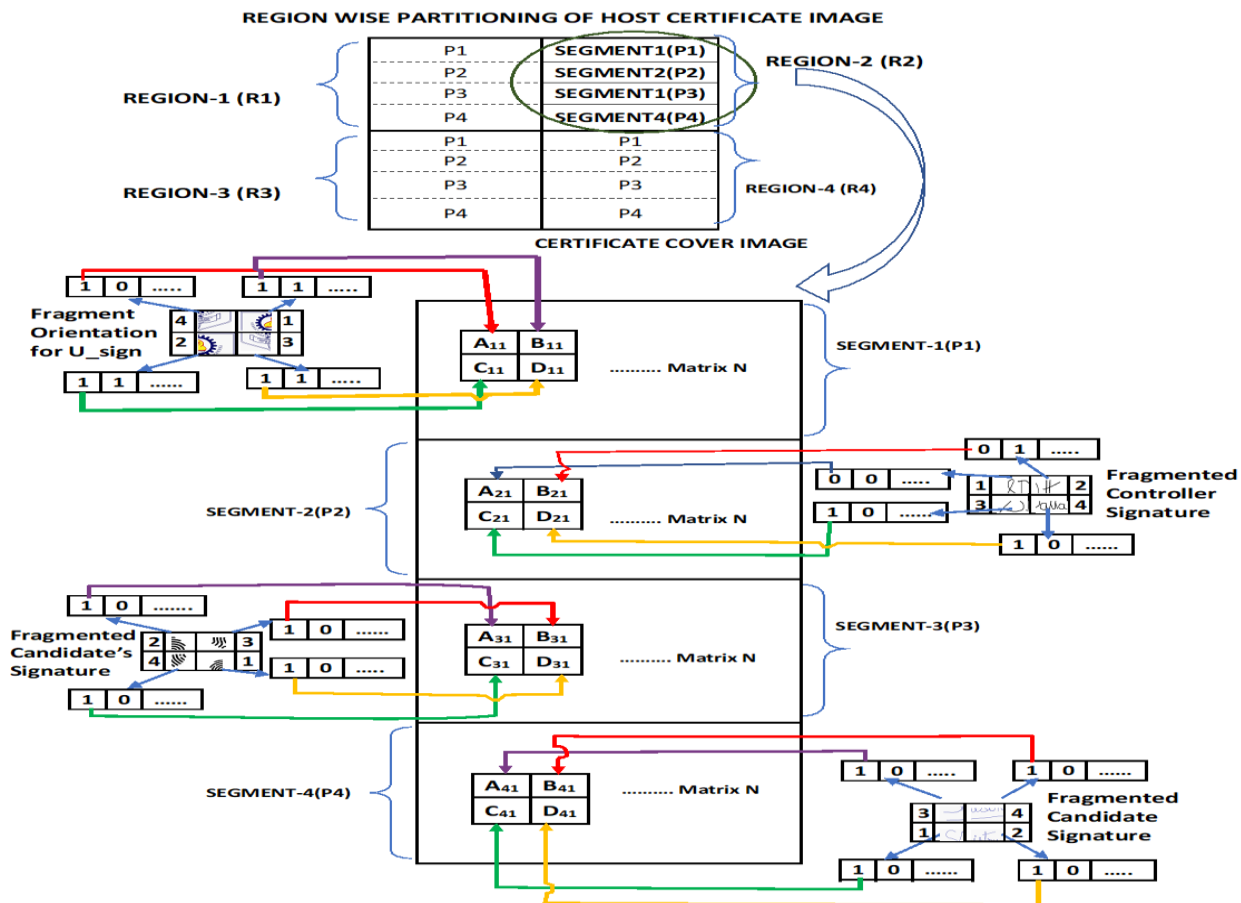 REGION WISE PARTITIONING OF HOST CERTIFICATE IMAGE
P1 SEGMENT1(P1)
P2 SEGMENT2(P2)
P3 SEGMENT1(P3)
P4 SEGMENT4(P4)
REGION-1 (R1)
REGION-2 (R2)
P1 P1
P2 P2
P3 P3
P4 P4
REGION-3 (R3)
REGION-4 (R4)
CERTIFICATE COVER IMAGE
1 0 .....
1 1 .....
Fragment
Orientation
for U_sign
4 1
2 3
1 1 ......
1 1 .....
A11 B11
C11 D11
.......... Matrix N
SEGMENT-1(P1)
SEGMENT-2(P2)
A21 B21
C21 D21
.......... Matrix N
0 1 .....
0 0 .....
1 0 ......
1 2
3 4
1 0 ......
Fragmented
Controller
Signature
1 0 .......
1 0 ......
Fragmented
Candidate's
Signature
2 3
4 1
1 0 ......
1 0 ......
A31 B31
C31 D31
.......... Matrix N
SEGMENT-3(P3)
SEGMENT-4(P4)
A41 B41
C41 D41
.......... Matrix N
1 0 .....
1 0 ......
3 4
1 2
Fragmented
Candidate
Signature
1 0 ......
1 0 .....